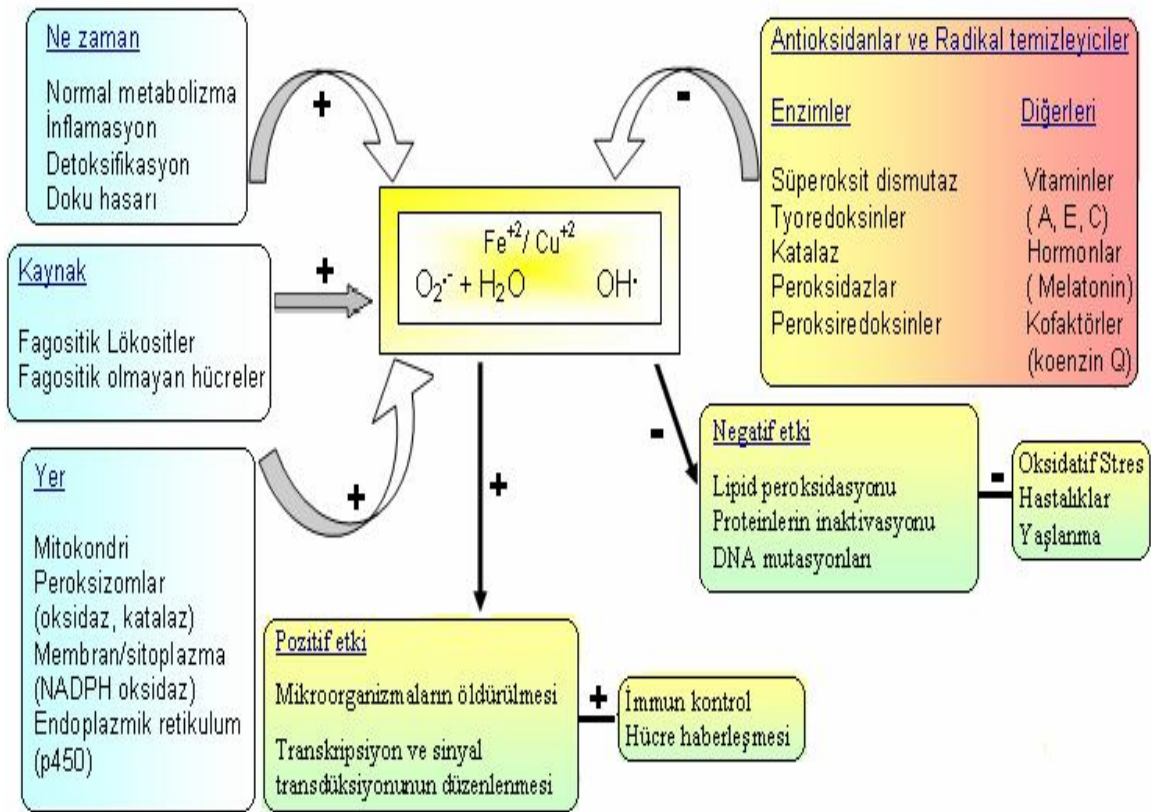 Ne zaman
Normal metabolizma
İnflamasyon
Detoksifikasyon
Doku hasarı
+
Kaynak
Fagositik Lökositler
Fagositik olmayan hücreler
+
Yer
Mitokondri
Peroksizomlar
(oksidaz, katalaz)
Membran/sitoplazma
(NADPH oksidaz)
Endoplazmik retikulum
(p450)
+
Fe⁺²/ Cu⁺²
O₂·⁻ + H₂O OH·
-
Antioksidanlar ve Radikal temizleyiciler
Enzimler
Süperoksit dismutaz
Tyoredoksinler
Katalaz
Peroksidazlar
Peroksiredoksinler
Diğerleri
Vitaminler
( A, E, C)
Hormonlar
( Melatonin)
Kofaktörler
(koenzin Q)
-
Negatif etki
Lipid peroksidasyonu
Proteinlerin inaktivasyonu
DNA mutasyonları
-
Oksidatif Stres
Hastalıklar
Yaşlanma
+
Pozitif etki
Mikroorganizmaların öldürülmesi
Transkripsiyon ve sinyal
transdüksiyonunun düzenlenmesi
+
İmmun kontrol
Hücre haberleşmesi